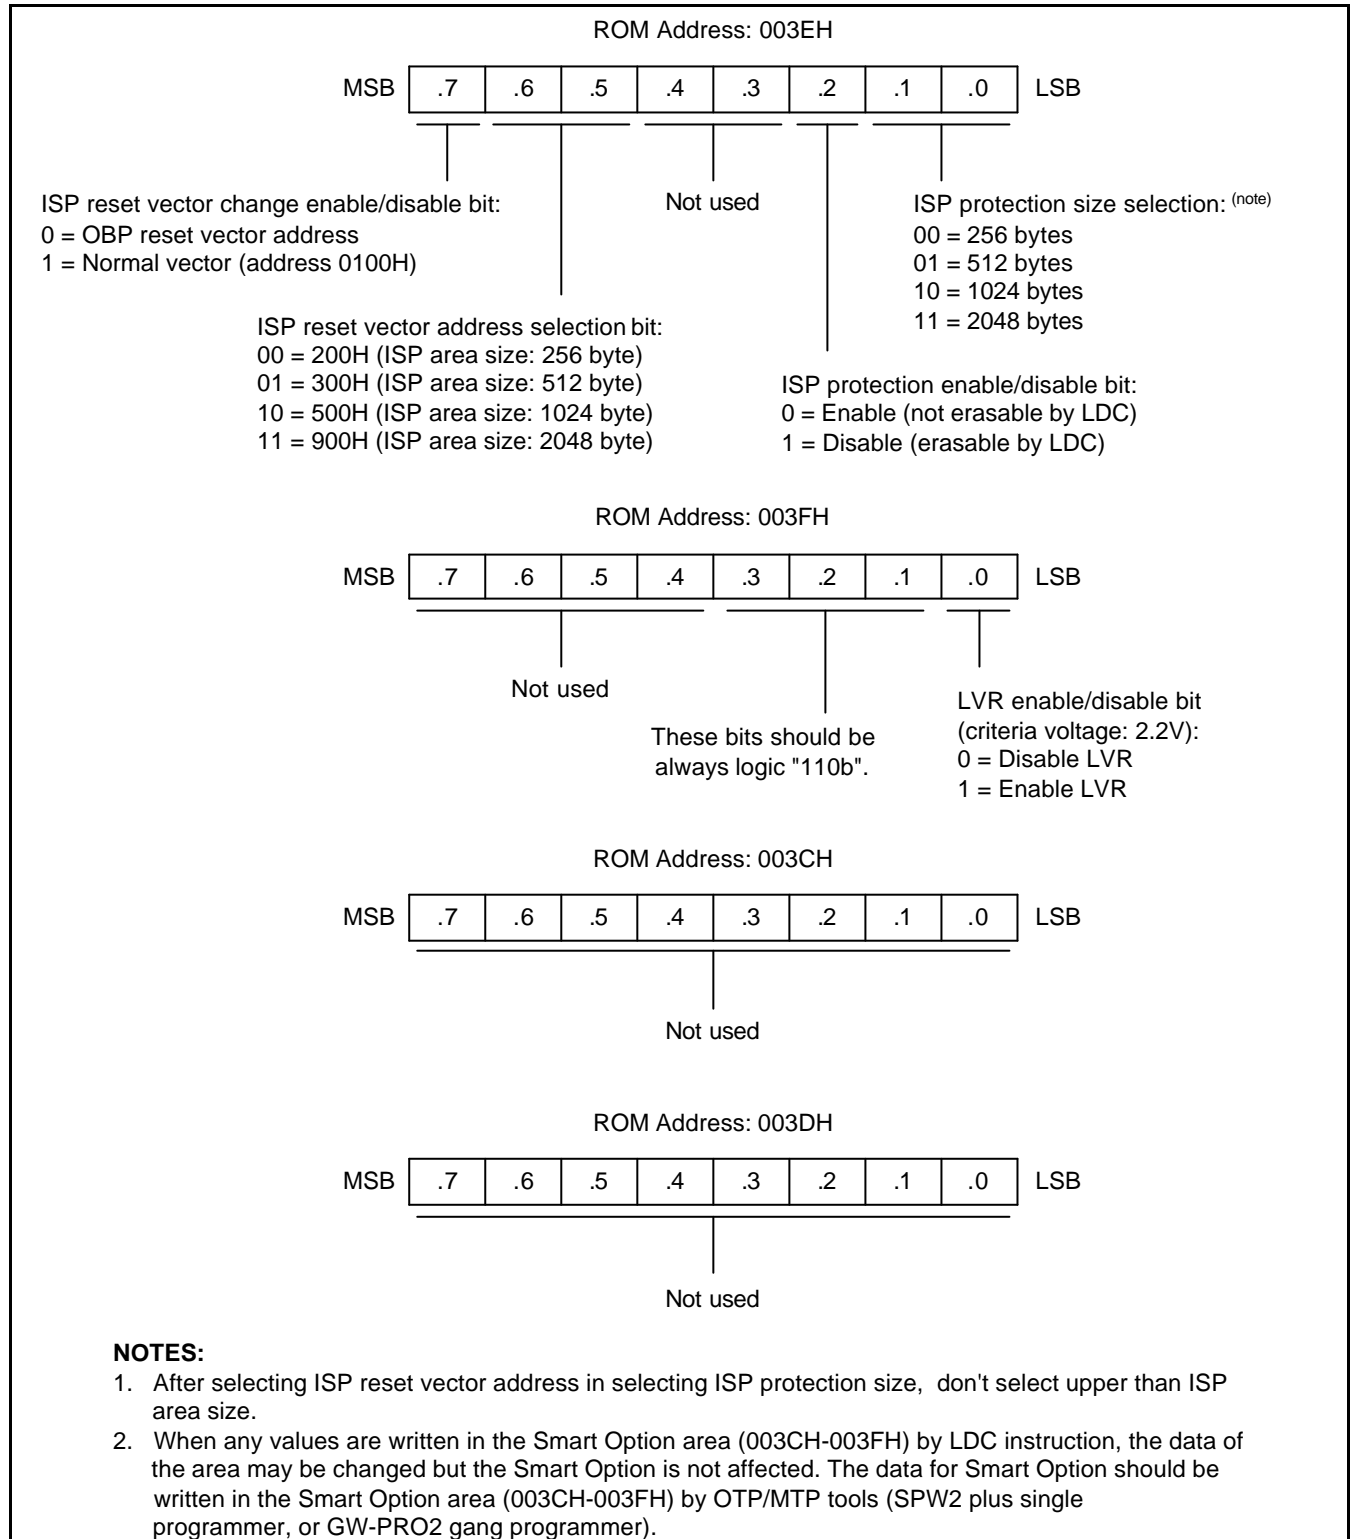 ROM Address: 003EH
MSB .7 .6 .5 .4 .3 .2 .1 .0 LSB
ISP reset vector change enable/disable bit:
0 = OBP reset vector address
1 = Normal vector (address 0100H)
Not used
ISP protection size selection: (note)
00 = 256 bytes
01 = 512 bytes
10 = 1024 bytes
11 = 2048 bytes
ISP reset vector address selection bit:
00 = 200H (ISP area size: 256 byte)
01 = 300H (ISP area size: 512 byte)
10 = 500H (ISP area size: 1024 byte)
11 = 900H (ISP area size: 2048 byte)
ISP protection enable/disable bit:
0 = Enable (not erasable by LDC)
1 = Disable (erasable by LDC)
ROM Address: 003FH
MSB .7 .6 .5 .4 .3 .2 .1 .0 LSB
Not used
These bits should be
always logic "110b".
LVR enable/disable bit
(criteria voltage: 2.2V):
0 = Disable LVR
1 = Enable LVR
ROM Address: 003CH
MSB .7 .6 .5 .4 .3 .2 .1 .0 LSB
Not used
ROM Address: 003DH
MSB .7 .6 .5 .4 .3 .2 .1 .0 LSB
Not used
NOTES:
1. After selecting ISP reset vector address in selecting ISP protection size, don't select upper than ISP
area size.
2. When any values are written in the Smart Option area (003CH-003FH) by LDC instruction, the data of
the area may be changed but the Smart Option is not affected. The data for Smart Option should be
written in the Smart Option area (003CH-003FH) by OTP/MTP tools (SPW2 plus single
programmer, or GW-PRO2 gang programmer).